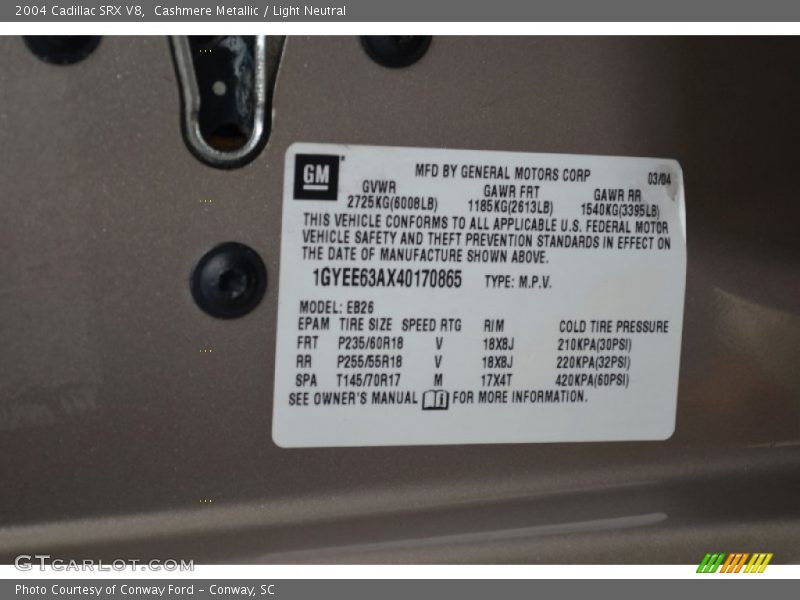 2004 Cadillac SRX V8, Cashmere Metallic / Light Neutral
GM
MFD BY GENERAL MOTORS CORP 03/04
GVWR GAWR FRT GAWR RR
2725KG(6008LB) 1185KG(2613LB) 1540KG(3395LB)
THIS VEHICLE CONFORMS TO ALL APPLICABLE U.S. FEDERAL MOTOR
VEHICLE SAFETY AND THEFT PREVENTION STANDARDS IN EFFECT ON
THE DATE OF MANUFACTURE SHOWN ABOVE.
1GYEE63AX40170865 TYPE: M.P.V.
MODEL: EB26
EPAM TIRE SIZE SPEED RTG RIM COLD TIRE PRESSURE
FRT P235/60R18 V 18X8J 210KPA(30PSI)
RR P255/55R18 V 18X8J 220KPA(32PSI)
SPA T145/70R17 M 17X4T 420KPA(60PSI)
SEE OWNER'S MANUAL FOR MORE INFORMATION.
GTCARLOT.COM
Photo Courtesy of Conway Ford - Conway, SC